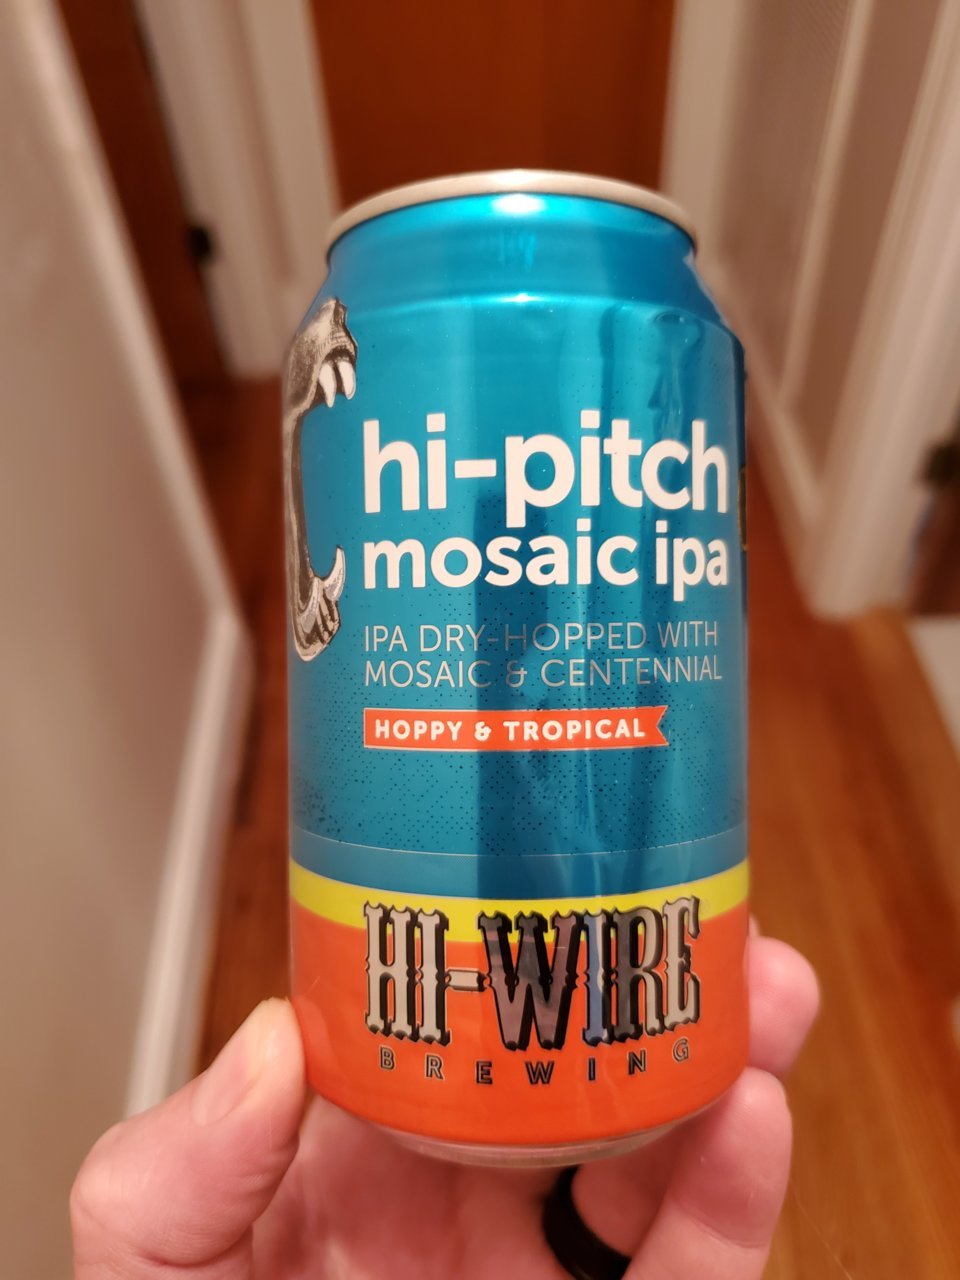 hi-pitch
mosaic ipa
IPA DRY-HOPPED WITH
MOSAIC & CENTENNIAL
HOPPY & TROPICAL
HI-WIRE
BREWING